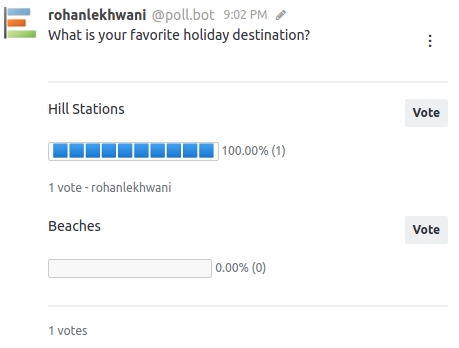 rohanlekhwani @poll.bot 9:02 PM
What is your favorite holiday destination?
Hill Stations
Vote
100.00% (1)
1 vote - rohanlekhwani
Beaches
Vote
0.00% (0)
1 votes